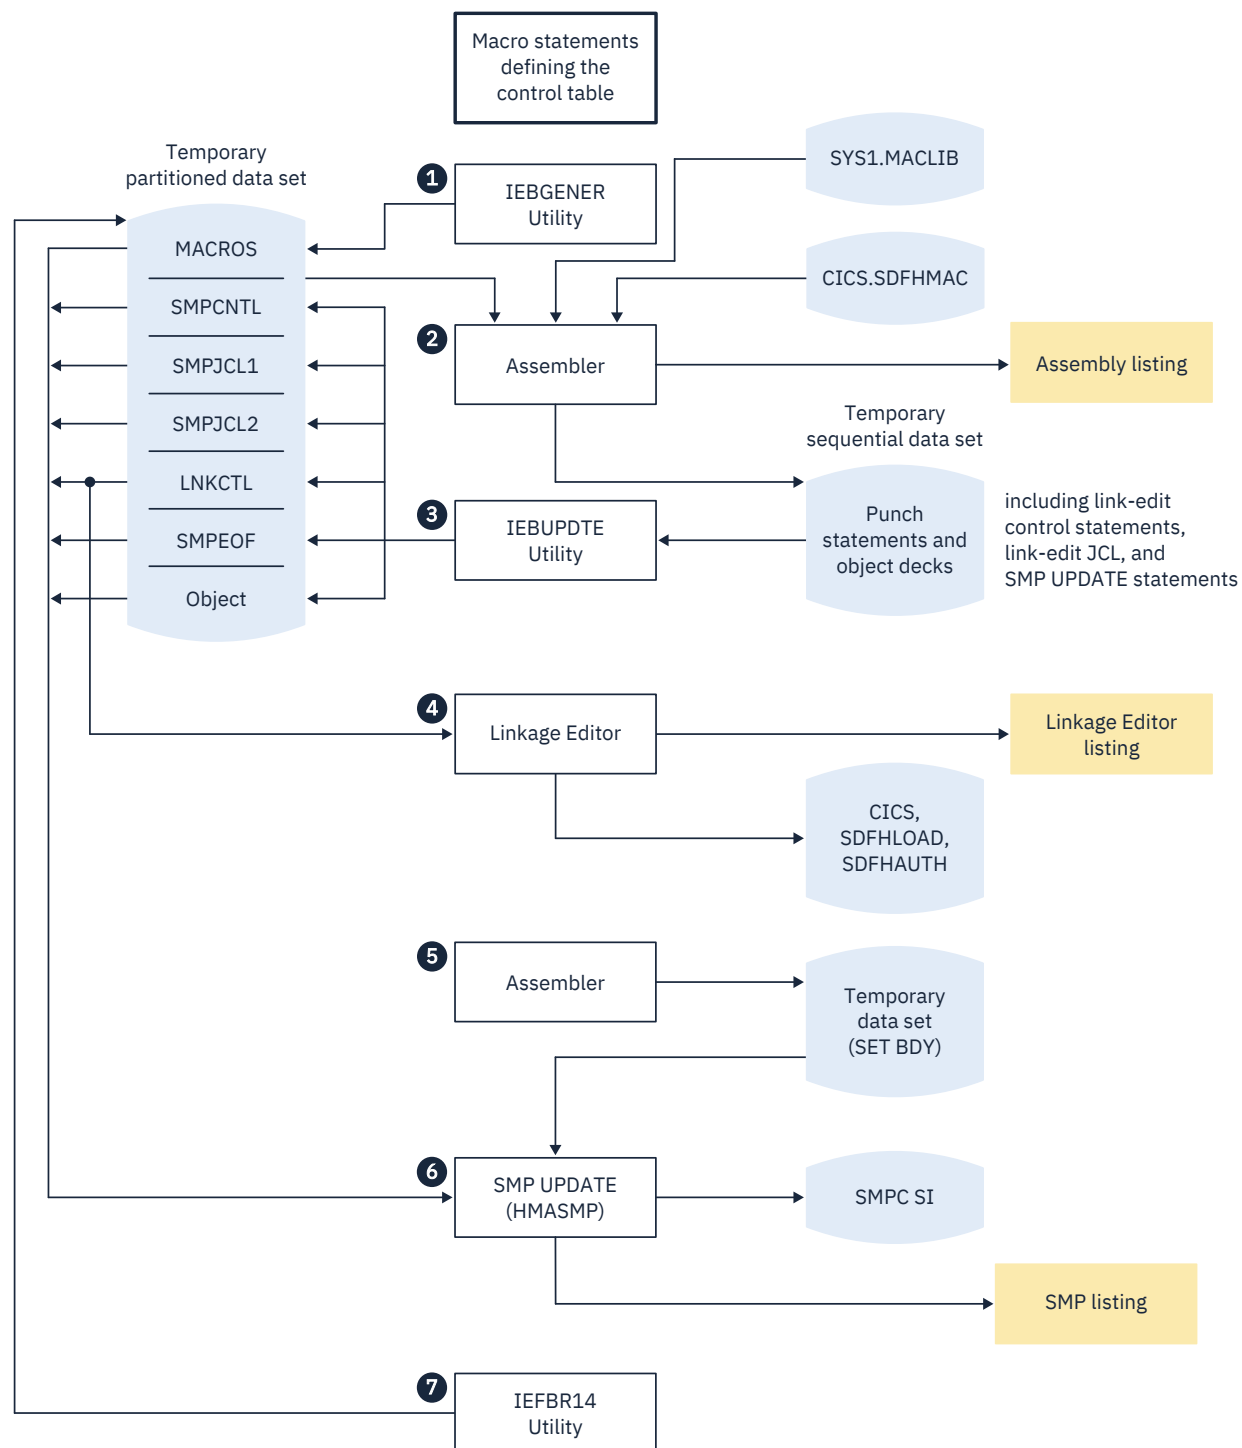 Macro statements
defining the
control table
Temporary
partitioned data set
SYS1.MACLIB
1
IEBGENER
Utility
MACROS
CICS.SDFHMAC
SMPCNTL
2
Assembler
Assembly listing
SMPJCL1
SMPJCL2
Temporary
sequential data set
LNKCTL
3
IEBUPDTE
Utility
Punch
statements and
object decks
including link-edit
control statements,
link-edit JCL, and
SMP UPDATE statements
SMPEOF
Object
4
Linkage Editor
Linkage Editor
listing
CICS,
SDFHLOAD,
SDFHAUTH
5
Assembler
Temporary
data set
(SET BDY)
6
SMP UPDATE
(HMASMP)
SMPC SI
SMP listing
7
IEFBR14
Utility